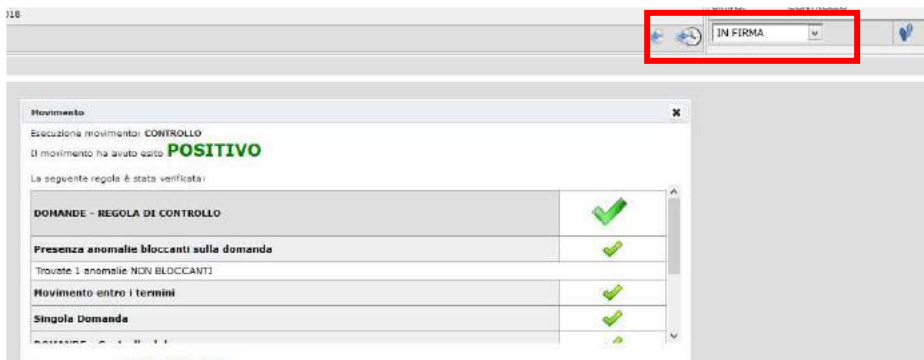 018
IN FIRMA
Movimento
Esecuzione movimento: CONTROLLO
Il movimento ha avuto esito POSITIVO
La seguente regola è stata verificata:
DOMANDE - REGOLA DI CONTROLLO
Presenza anomalie bloccanti sulla domanda
Trovate 1 anomalie NON BLOCCANTI
Movimento entro i termini
Singola Domanda